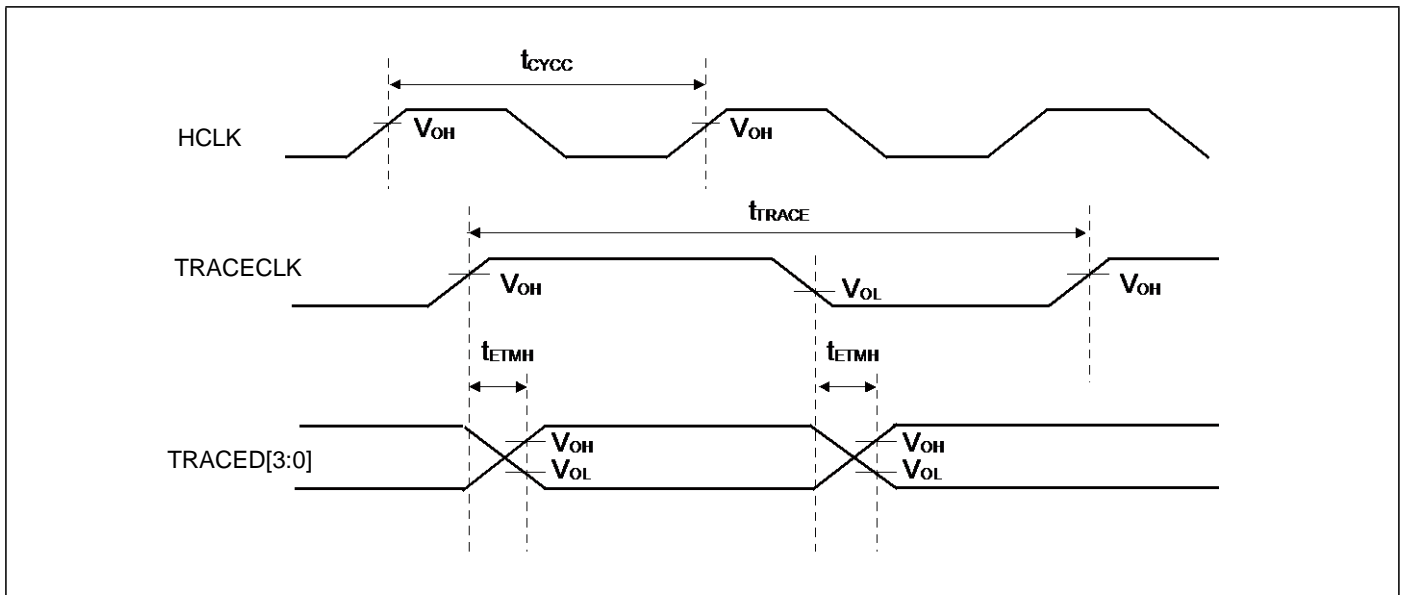 tCYCC
HCLK VOH VOH
tTRACE
TRACECLK VOH VOL VOH
tETMH tETMH
TRACED[3:0] VOH VOH
VOL VOL